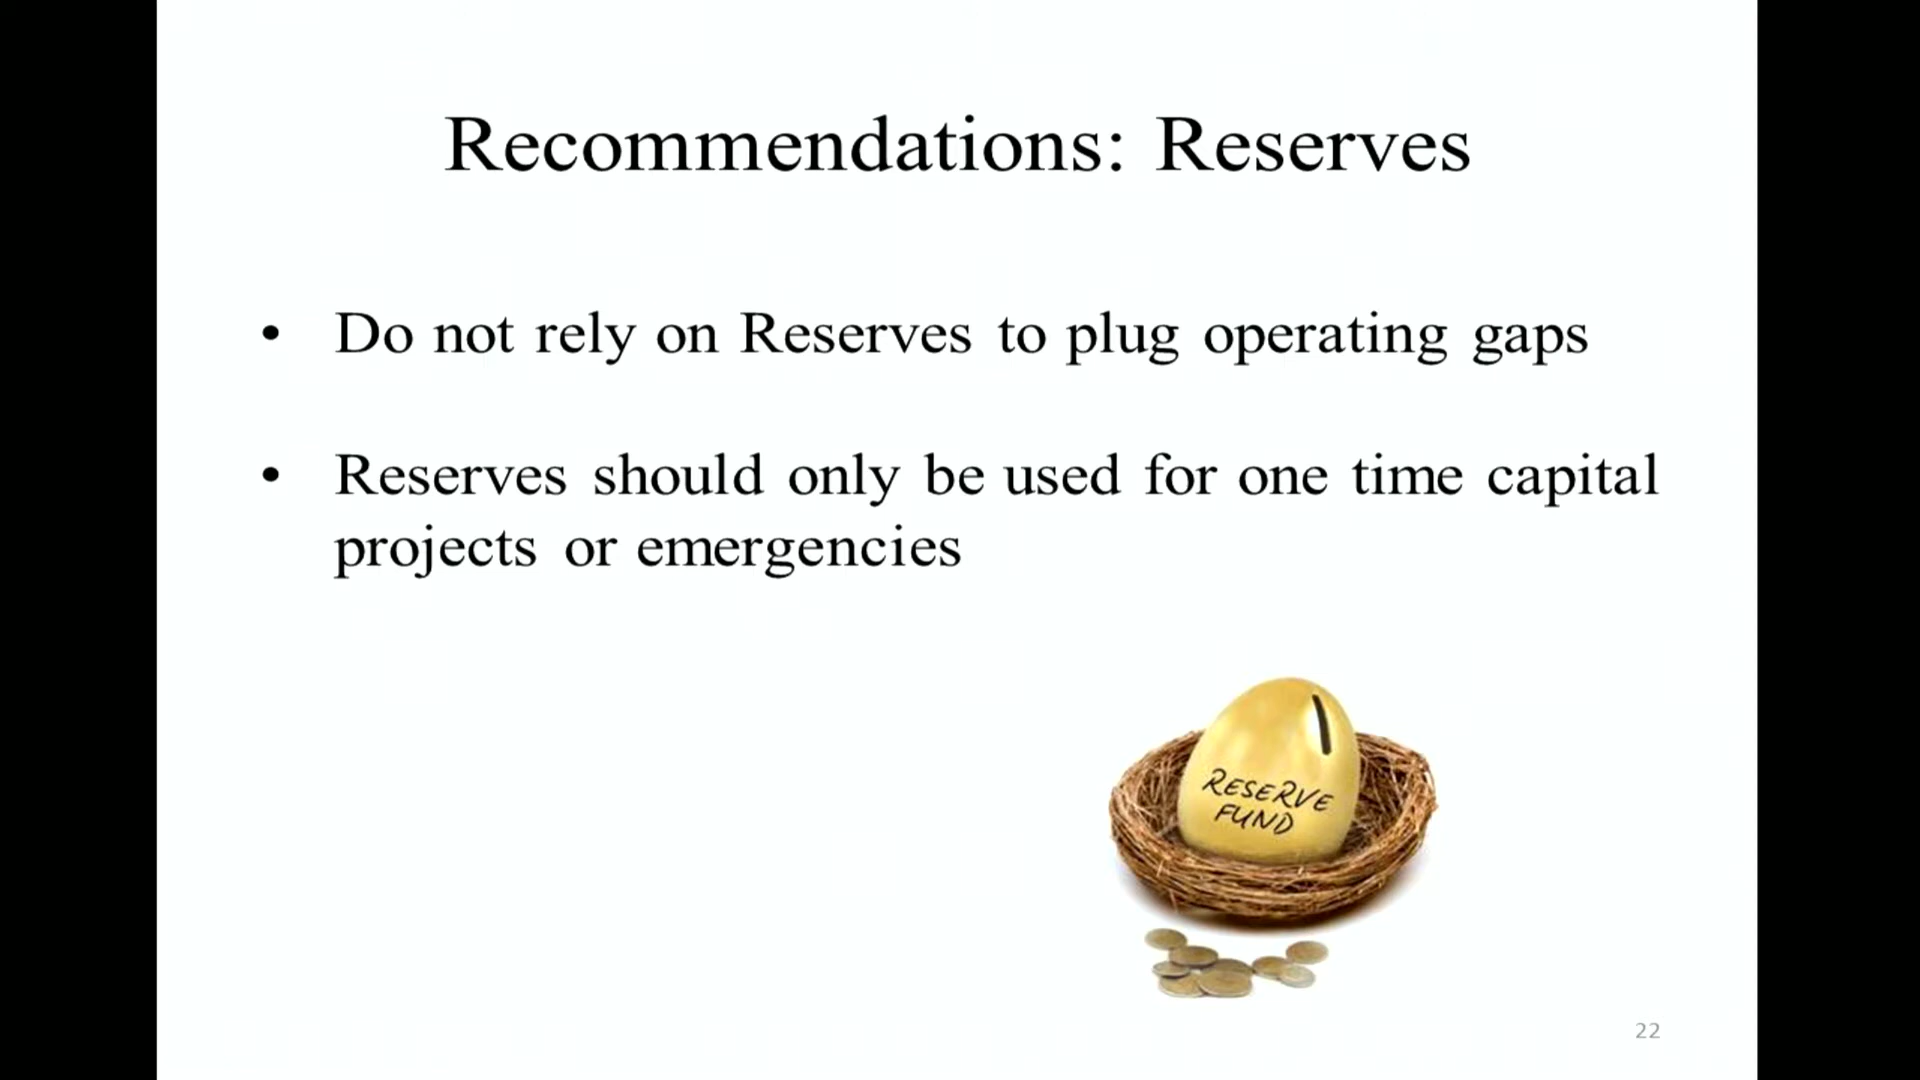 Recommendations: Reserves
• Do not rely on Reserves to plug operating gaps
• Reserves should only be used for one time capital
projects or emergencies
RESERVE
FUND
22